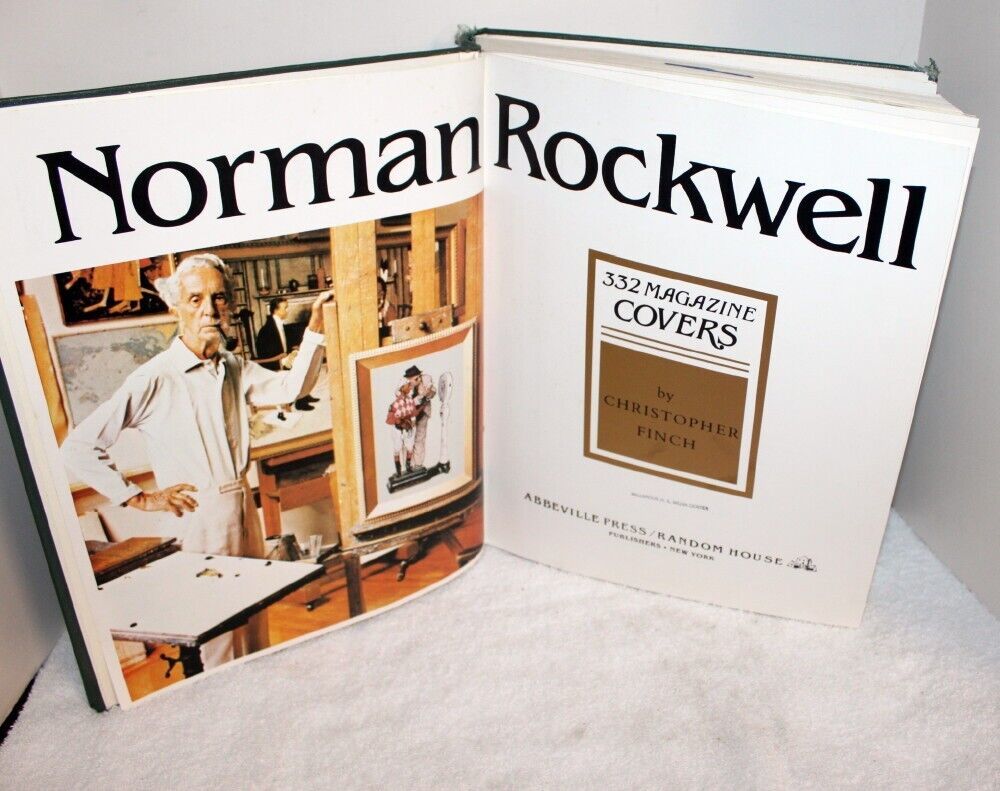 Norman Rockwell
332 MAGAZINE
COVERS
by
CHRISTOPHER
FINCH
ABBEVILLE PRESS / RANDOM HOUSE
PUBLISHERS • NEW YORK